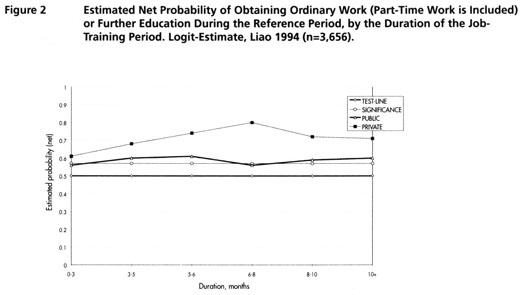 Figure 2 Estimated Net Probability of Obtaining Ordinary Work (Part-Time Work is Included)
or Further Education During the Reference Period, by the Duration of the Job-
Training Period. Logit-Estimate, Liao 1994 (n=3,656).
1
0.9
0.8
0.7
0.6
0.5
0.4
0.3
0.2
0.1
0
Estimated probability (net)
TEST-LINE
SIGNIFICANCE
PUBLIC
PRIVATE
0-3 3-5 5-6 6-8 8-10 10+
Duration, months